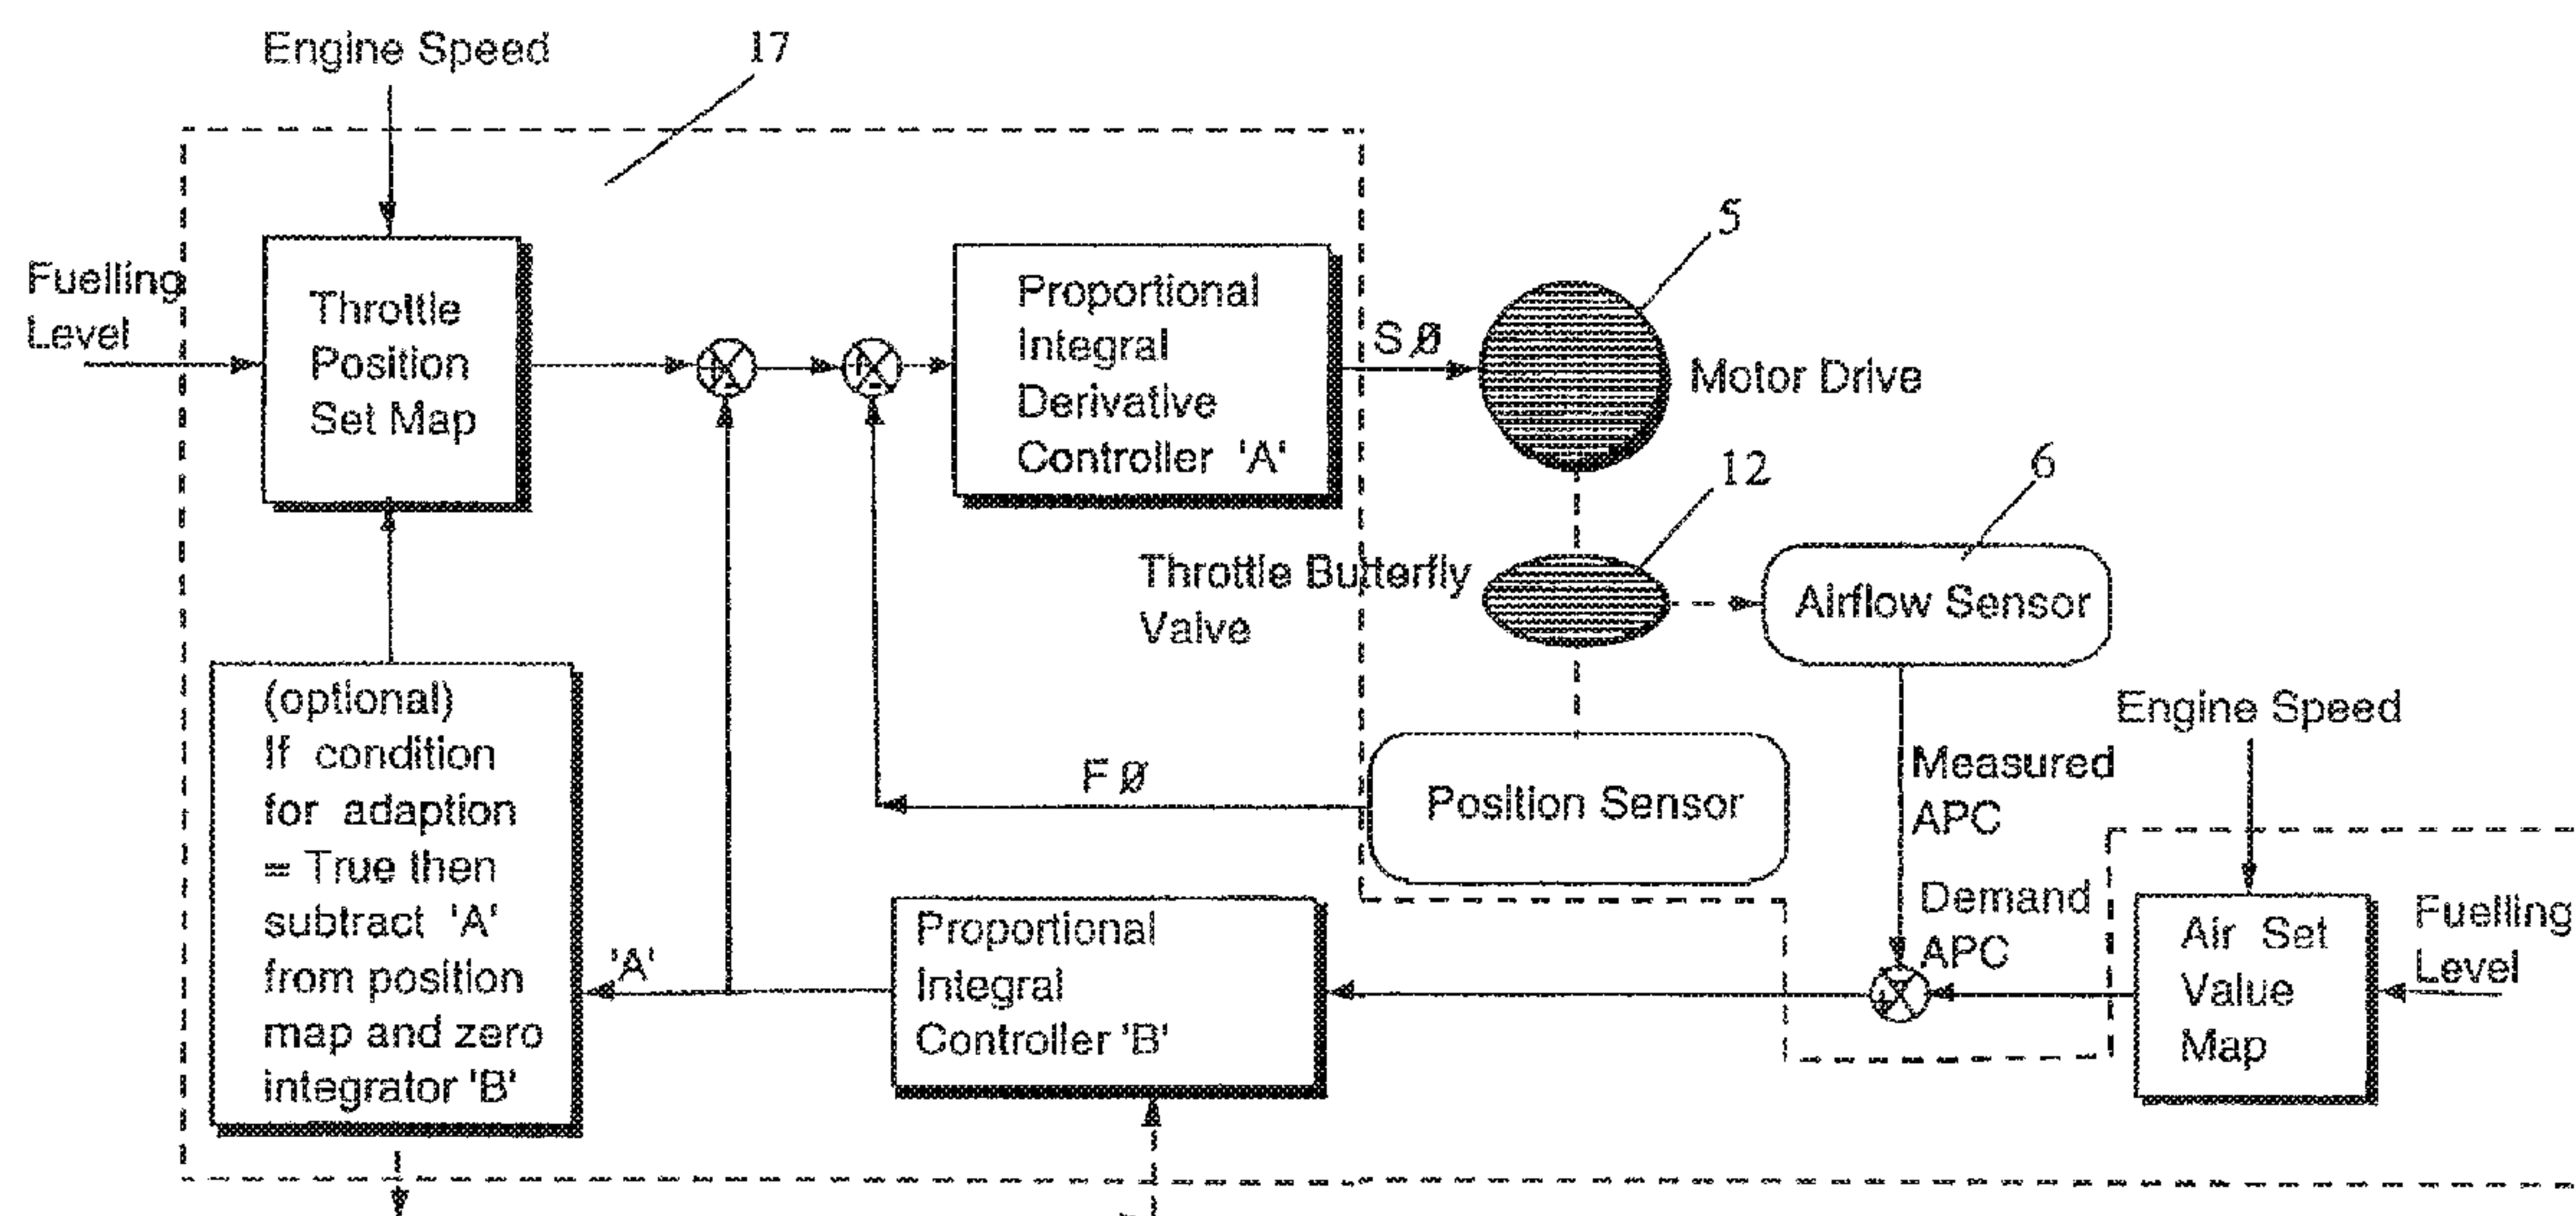 Engine Speed
17
Fuelling
Level
Throttle
Position
Set Map
Proportional
Integral
Derivative
Controller 'A'
SØ
5
Motor Drive
12
6
Throttle Butterfly
Valve
Airflow Sensor
(optional)
If condition
for adaption
= True then
subtract 'A'
from position
map and zero
integrator 'B'
FØ
Position Sensor
Engine Speed
Measured
APC
Demand
APC
'A'
Proportional
Integral
Controller 'B'
Air Set
Value
Map
Fuelling
Level